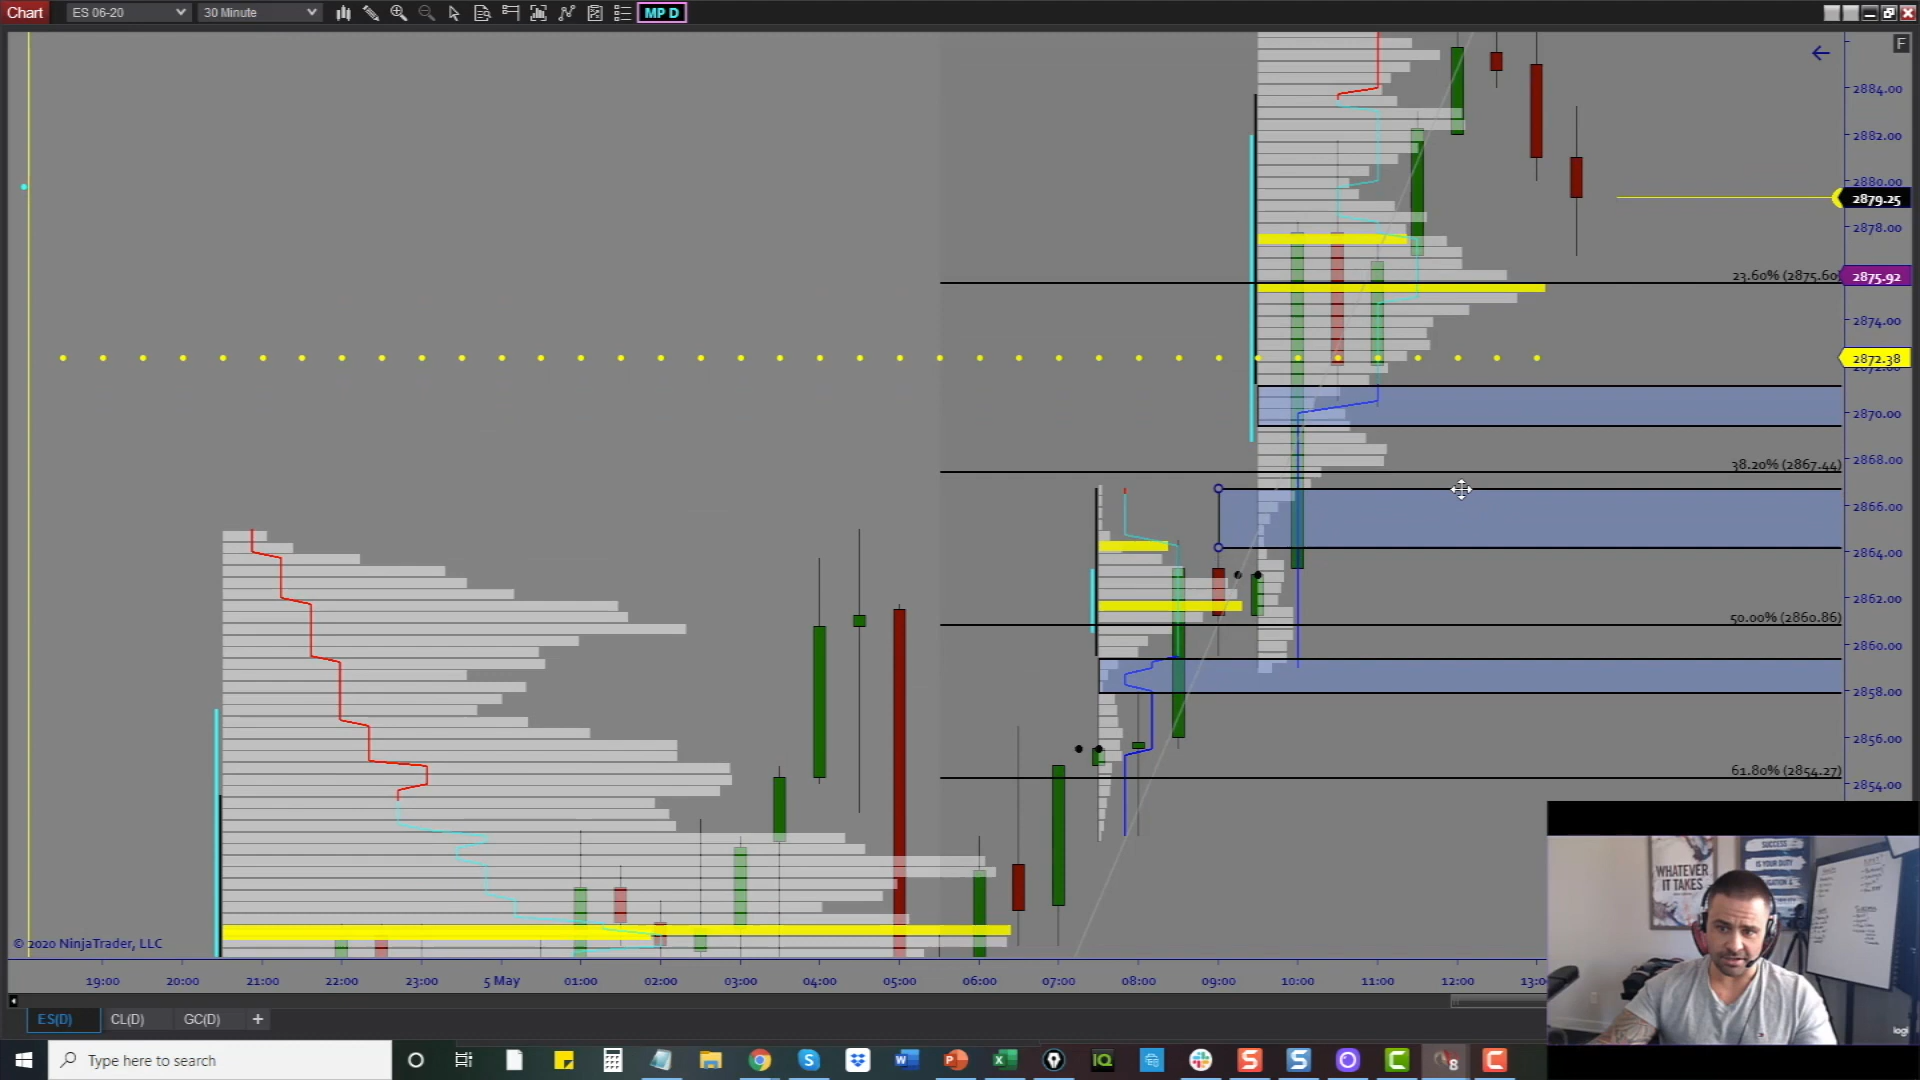 Chart ES 06-20 30 Minute MP D
F
2884.00
2882.00
2880.00
2879.25
2878.00
23.60% (2875.60)
2875.92
2874.00
2872.38
2870.00
2868.00
38.20% (2867.44)
2866.00
2864.00
2862.00
50.00% (2860.86)
2860.00
2858.00
2856.00
61.80% (2854.27)
2854.00
WHATEVER
IT TAKES
SUCCESS
IS YOUR DUTY
logi
© 2020 NinjaTrader, LLC
19:00 20:00 21:00 22:00 23:00 5 May 01:00 02:00 03:00 04:00 05:00 06:00 07:00 08:00 09:00 10:00 11:00 12:00
ES(D) CL(D) GC(D) +
Type here to search